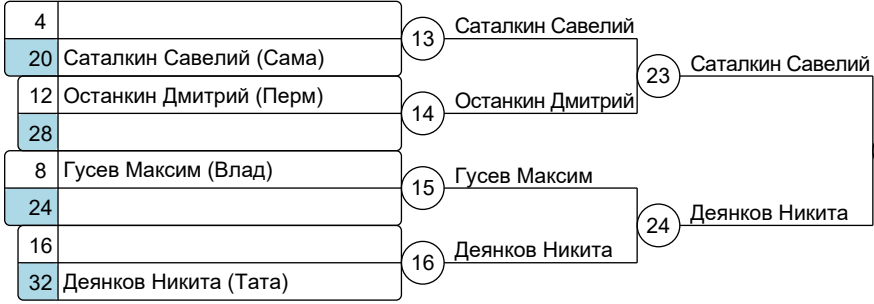 4
20 Саталкин Савелий (Сама)
12 Останкин Дмитрий (Перм)
28
8 Гусев Максим (Влад)
24
16
32 Деянков Никита (Тата)
13 Саталкин Савелий
14 Останкин Дмитрий
15 Гусев Максим
16 Деянков Никита
23 Саталкин Савелий
24 Деянков Никита